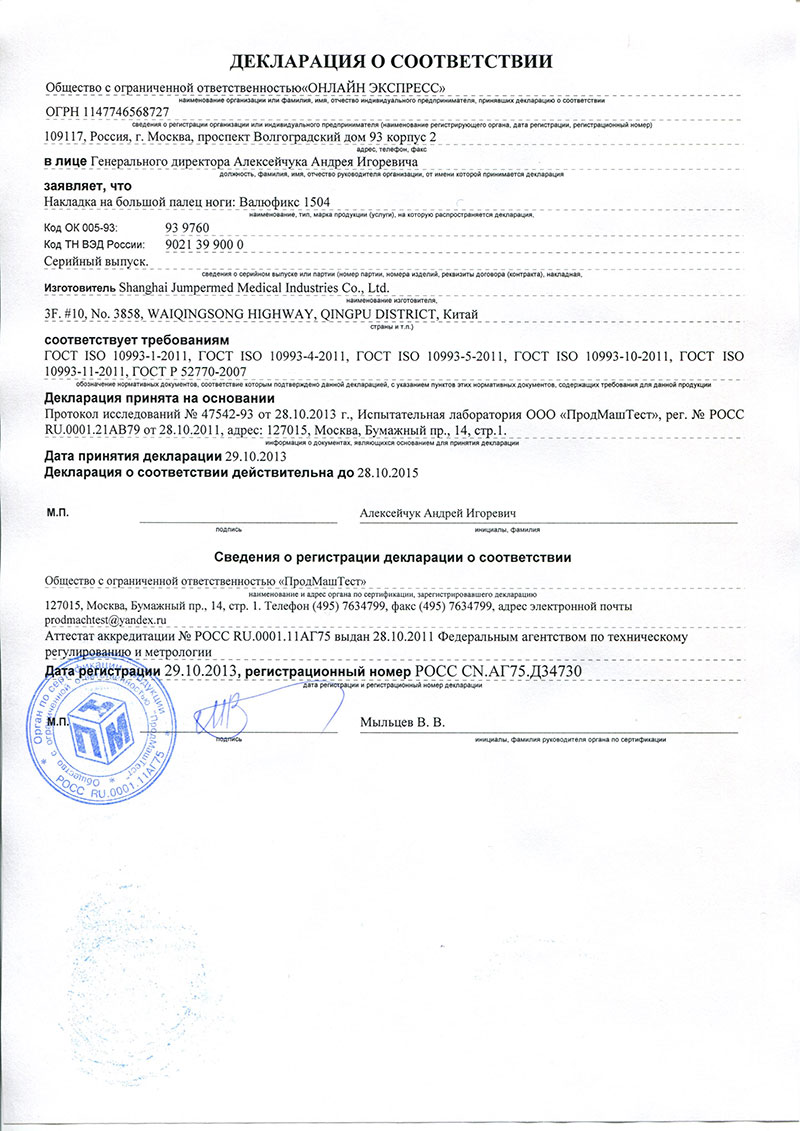 ДЕКЛАРАЦИЯ О СООТВЕТСТВИИ
Общество с ограниченной ответственностью«ОНЛАЙН ЭКСПРЕСС»
наименование организации или фамилия, имя, отчество индивидуального предпринимателя, принявших декларацию о соответствии
ОГРН 1147746568727
сведения о регистрации организации или индивидуального предпринимателя (наименование регистрирующего органа, дата регистрации, регистрационный номер)
109117, Россия, г. Москва, проспект Волгоградский дом 93 корпус 2
адрес, телефон, факс
в лице Генерального директора Алексейчука Андрея Игоревича
должность, фамилия, имя, отчество руководителя организации, от имени которой принимается декларация
заявляет, что
Накладка на большой палец ноги: Валюфикс 1504
наименование, тип, марка продукции (услуги), на которую распространяется декларация,
Код ОК 005-93: 93 9760
Код ТН ВЭД России: 9021 39 900 0
Серийный выпуск.
сведения о серийном выпуске или партии (номер партии, номера изделий, реквизиты договора (контракта), накладная,
Изготовитель Shanghai Jumpermed Medical Industries Co., Ltd.
наименование изготовителя,
3F. #10, No. 3858, WAIQINGSONG HIGHWAY, QINGPU DISTRICT, Китай
страны и т.п.)
соответствует требованиям
ГОСТ ISO 10993-1-2011, ГОСТ ISO 10993-4-2011, ГОСТ ISO 10993-5-2011, ГОСТ ISO 10993-10-2011, ГОСТ ISO
10993-11-2011, ГОСТ Р 52770-2007
обозначение нормативных документов, соответствие которым подтверждено данной декларацией, с указанием пунктов этих нормативных документов, содержащих требования для данной продукции
Декларация принята на основании
Протокол исследований № 47542-93 от 28.10.2013 г., Испытательная лаборатория ООО «ПродМашТест», рег. № РОСС
RU.0001.21АВ79 от 28.10.2011, адрес: 127015, Москва, Бумажный пр., 14, стр.1.
информация о документах, являющихся основанием для принятия декларации
Дата принятия декларации 29.10.2013
Декларация о соответствии действительна до 28.10.2015
М.П. Алексейчук Андрей Игоревич
подпись инициалы, фамилия
Сведения о регистрации декларации о соответствии
Общество с ограниченной ответственностью «ПродМашТест»
наименование и адрес органа по сертификации, зарегистрировавшего декларацию
127015, Москва, Бумажный пр., 14, стр. 1. Телефон (495) 7634799, факс (495) 7634799, адрес электронной почты
prodmachtest@yandex.ru
Аттестат аккредитации № РОСС RU.0001.11АГ75 выдан 28.10.2011 Федеральным агентством по техническому
регулированию и метрологии
Дата регистрации 29.10.2013, регистрационный номер РОСС CN.АГ75.Д34730
дата регистрации и регистрационный номер декларации
М.П. Мыльцев В. В.
подпись инициалы, фамилия руководителя органа по сертификации
Орган по сертификации продукции
Общество с ограниченной ответственностью "ПродМашТест"
ПМТ
РОСС RU.0001.11АГ75